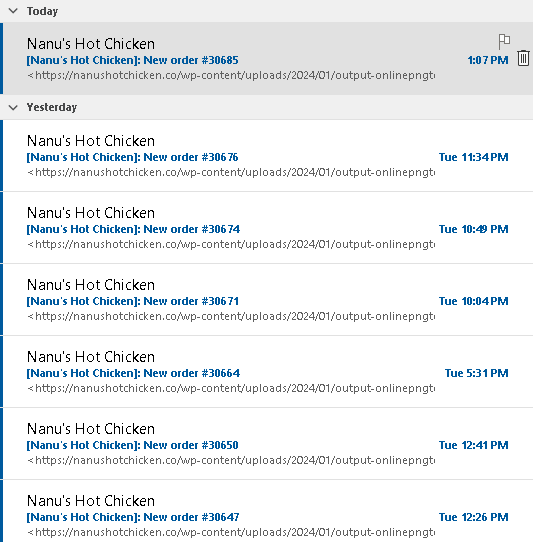 Today
Nanu's Hot Chicken
[Nanu's Hot Chicken]: New order #30685 1:07 PM
<https://nanushotchicken.co/wp-content/uploads/2024/01/output-onlinepngt
Yesterday
Nanu's Hot Chicken
[Nanu's Hot Chicken]: New order #30676 Tue 11:34 PM
<https://nanushotchicken.co/wp-content/uploads/2024/01/output-onlinepngt
Nanu's Hot Chicken
[Nanu's Hot Chicken]: New order #30674 Tue 10:49 PM
<https://nanushotchicken.co/wp-content/uploads/2024/01/output-onlinepngt
Nanu's Hot Chicken
[Nanu's Hot Chicken]: New order #30671 Tue 10:04 PM
<https://nanushotchicken.co/wp-content/uploads/2024/01/output-onlinepngt
Nanu's Hot Chicken
[Nanu's Hot Chicken]: New order #30664 Tue 5:31 PM
<https://nanushotchicken.co/wp-content/uploads/2024/01/output-onlinepngt
Nanu's Hot Chicken
[Nanu's Hot Chicken]: New order #30650 Tue 12:41 PM
<https://nanushotchicken.co/wp-content/uploads/2024/01/output-onlinepngt
Nanu's Hot Chicken
[Nanu's Hot Chicken]: New order #30647 Tue 12:26 PM
<https://nanushotchicken.co/wp-content/uploads/2024/01/output-onlinepngt